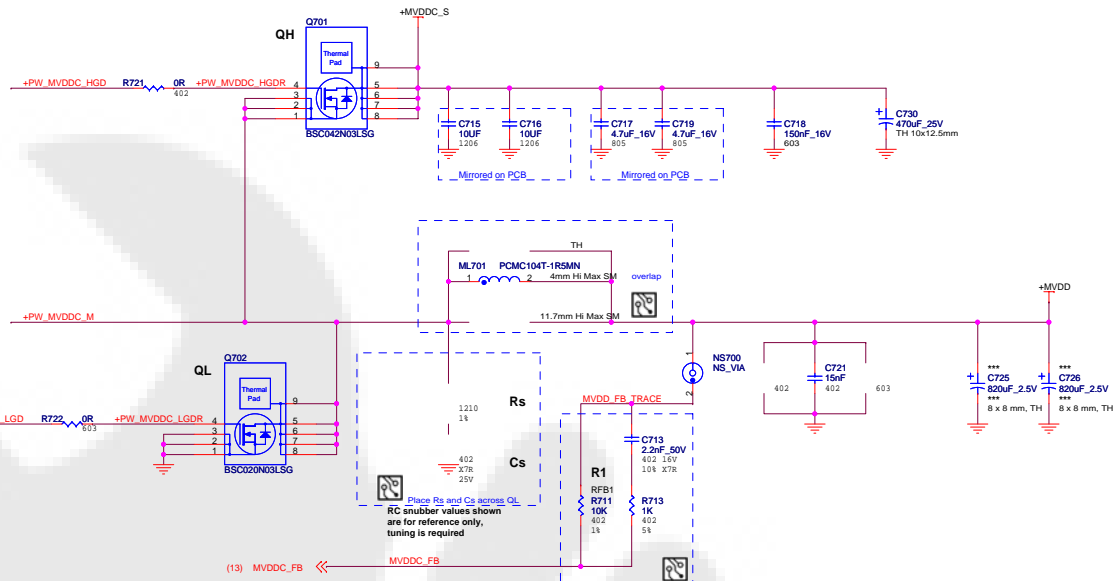 +MVDDC_S
Q701
QH
Thermal
Pad
9
+PW_MVDDC_HGD
R721
0R
402
+PW_MVDDC_HGDR
4
3
2
1
5
6
7
8
BSC042N03LSG
C715
10UF
1206
C716
10UF
1206
Mirrored on PCB
C717
4.7uF_16V
805
C719
4.7uF_16V
805
Mirrored on PCB
C718
150nF_16V
603
+
C730
470uF_25V
TH 10x12.5mm
TH
ML701
PCMC104T-1R5MN
1
2
4mm Hi Max SM
overlap
11.7mm Hi Max SM
+PW_MVDDC_M
+MVDD
Q702
QL
Thermal
Pad
9
_LGD
R722
0R
603
+PW_MVDDC_LGDR
4
3
2
1
5
6
7
8
BSC020N03LSG
1210
1%
Rs
402
X7R
25V
Cs
Place Rs and Cs across QL
RC snubber values shown
are for reference only,
tuning is required
1
NS700
NS_VIA
2
MVDD_FB_TRACE
C713
2.2nF_50V
402 16V
10% X7R
R1
RFB1
R711
10K
402
1%
R713
1K
402
5%
402
C721
15nF
402
603
***
+
C725
820uF_2.5V
***
8 x 8 mm, TH
***
+
C726
820uF_2.5V
***
8 x 8 mm, TH
(13)
MVDDC_FB
MVDDC_FB